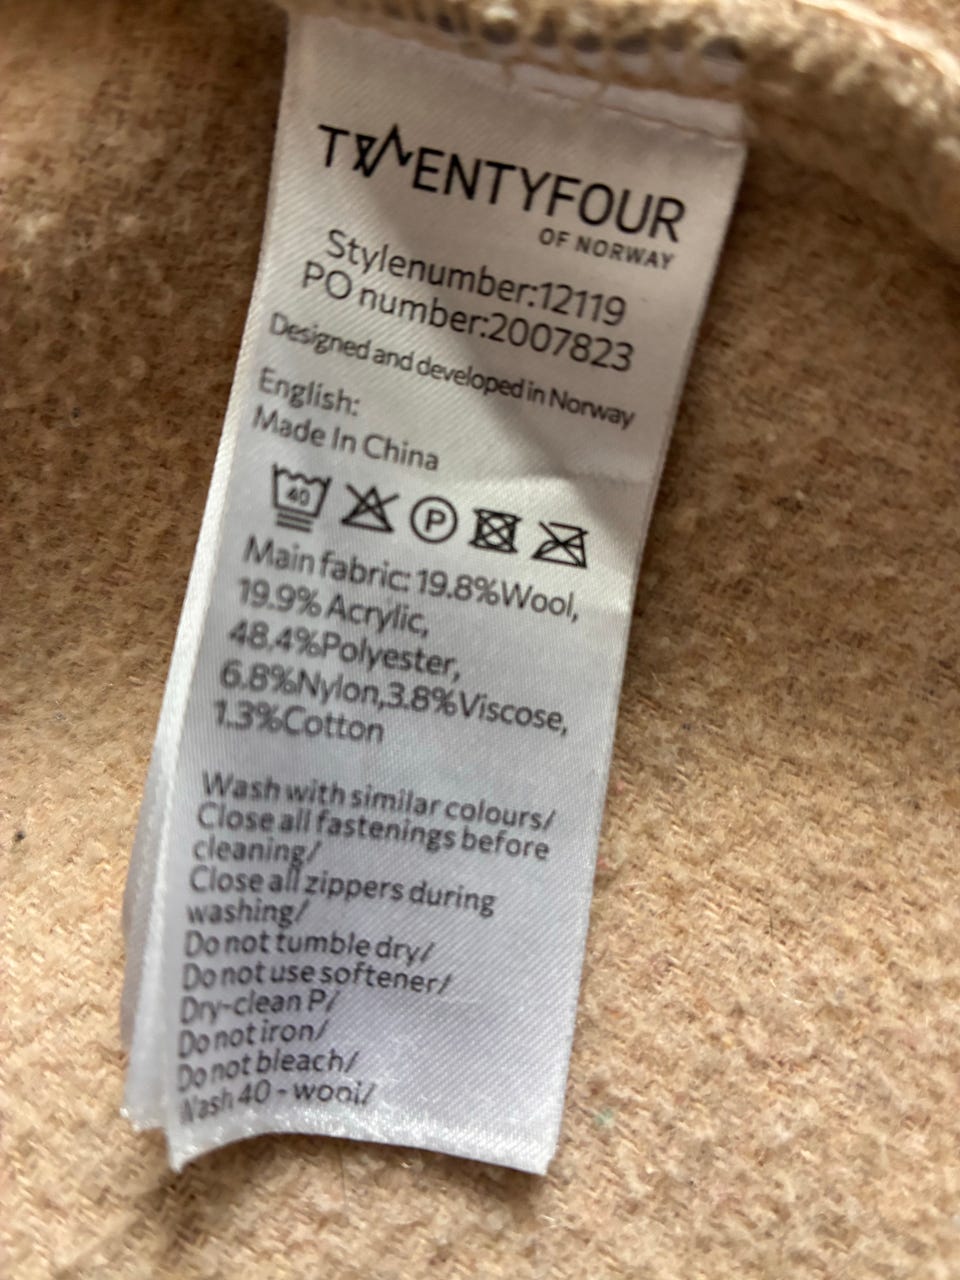 TWENTYFOUR
OF NORWAY
Stylenumber:12119
PO number:2007823
Designed and developed in Norway
English:
Made In China
40
P
Main fabric: 19.8%Wool,
19.9% Acrylic,
48.4%Polyester,
6.8%Nylon,3.8%Viscose,
1.3%Cotton
Wash with similar colours/
Close all fastenings before
cleaning/
Close all zippers during
washing/
Do not tumble dry/
Do not use softener/
Dry-clean P/
Do not iron/
Do not bleach/
Wash 40 - wool/